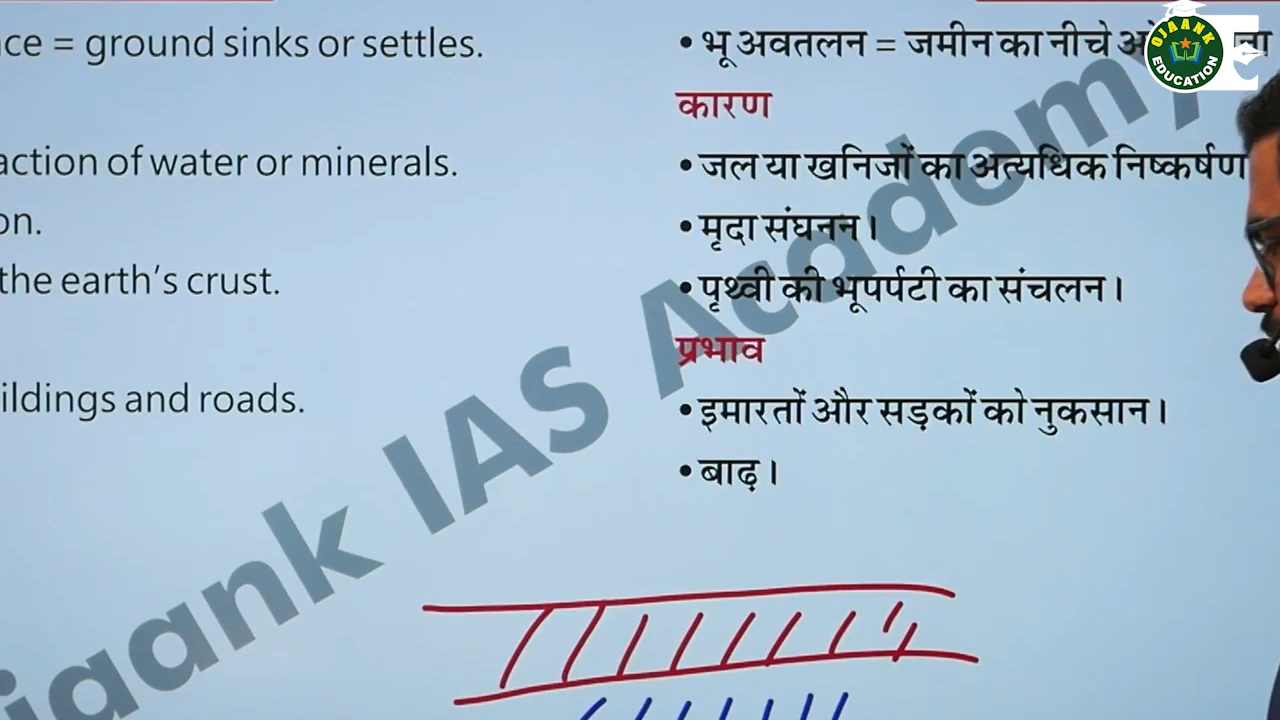 ce = ground sinks or settles.
action of water or minerals.
on.
the earth's crust.
ildings and roads.
• भू अवतलन = जमीन का नीचे
कारण
• जल या खनिजों का अत्यधिक निष्कर्षण
• मृदा संघनन।
• पृथ्वी की भूपर्पटी का संचलन।
प्रभाव
• इमारतों और सड़कों को नुकसान।
• बाढ़।
jaank IAS Academy
OJAANK
EDUCATION